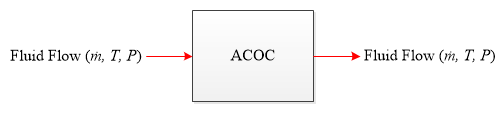 Fluid Flow (ṁ, T, P)
ACOC
Fluid Flow (ṁ, T, P)